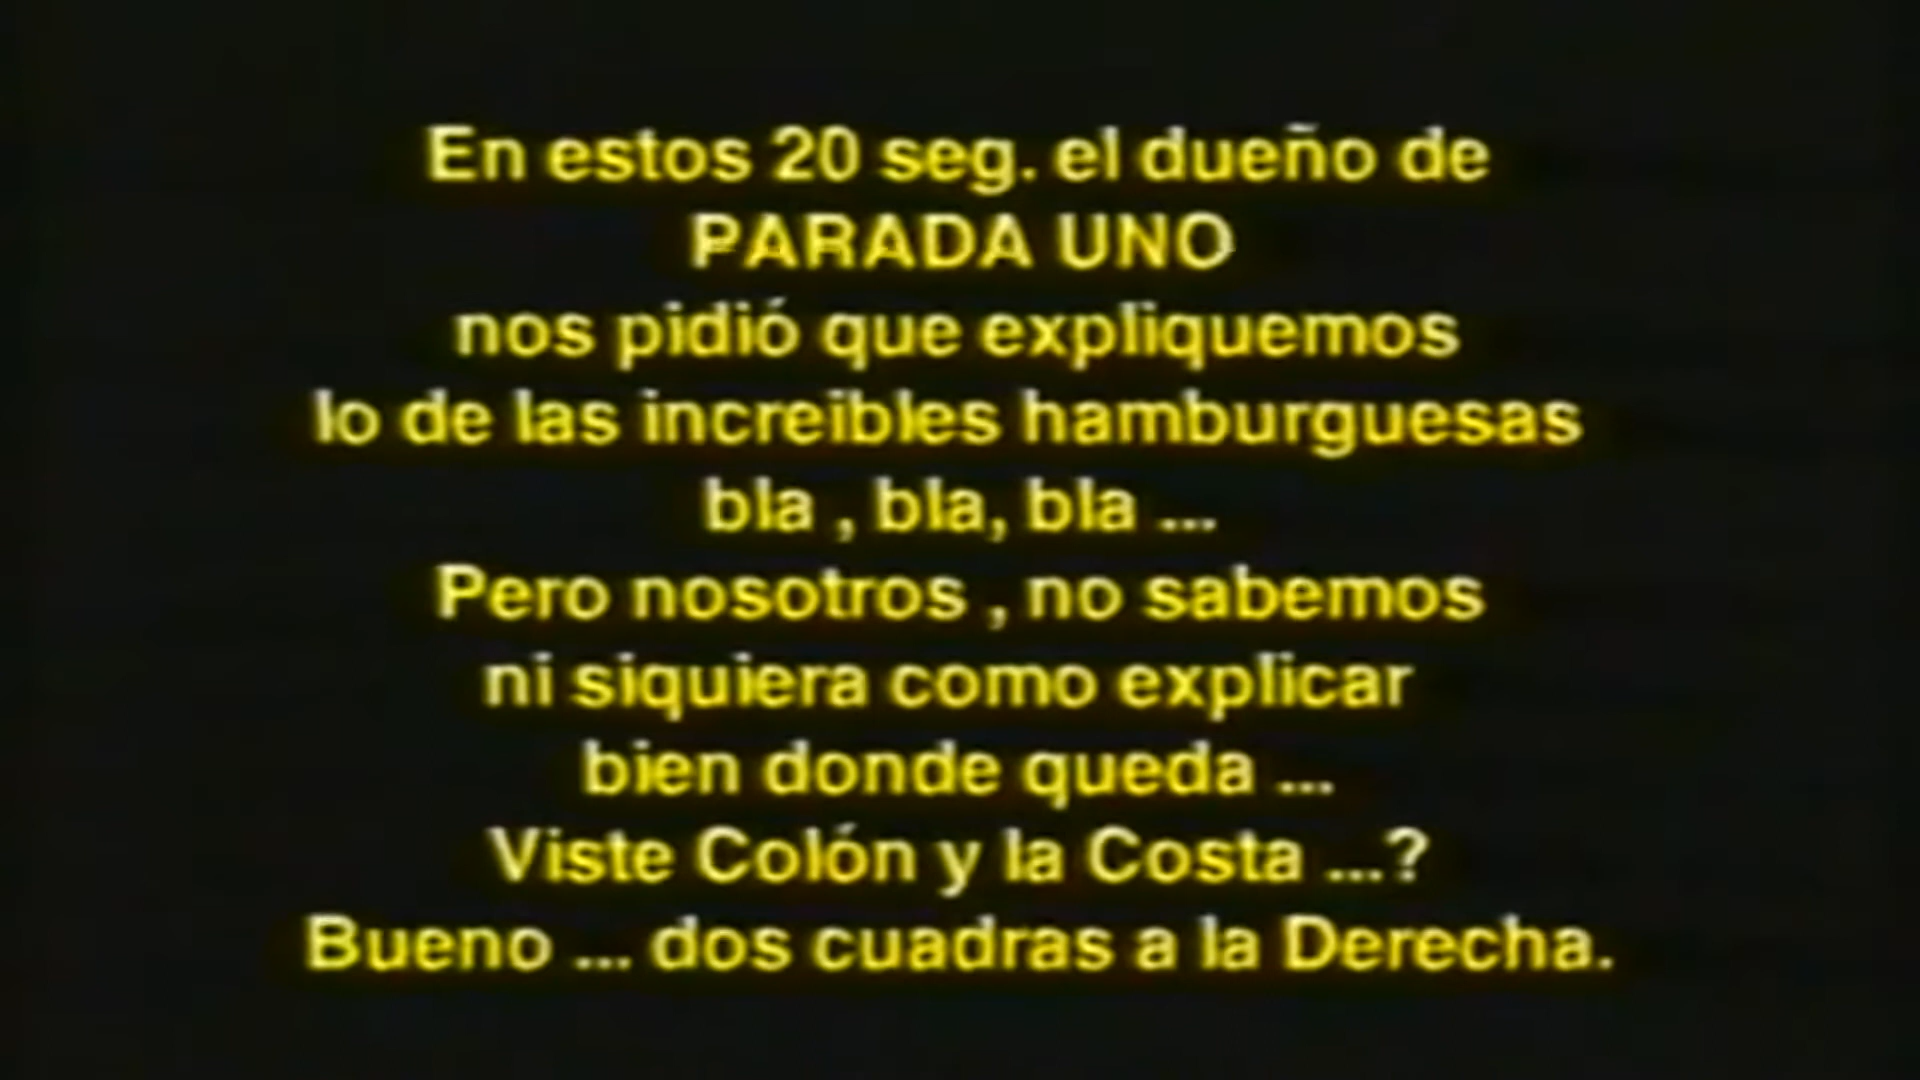 En estos 20 seg. el dueño de
PARADA UNO
nos pidió que expliquemos
lo de las increibles hamburguesas
bla , bla, bla ...
Pero nosotros , no sabemos
ni siquiera como explicar
bien donde queda ...
Viste Colón y la Costa ...?
Bueno ... dos cuadras a la Derecha.